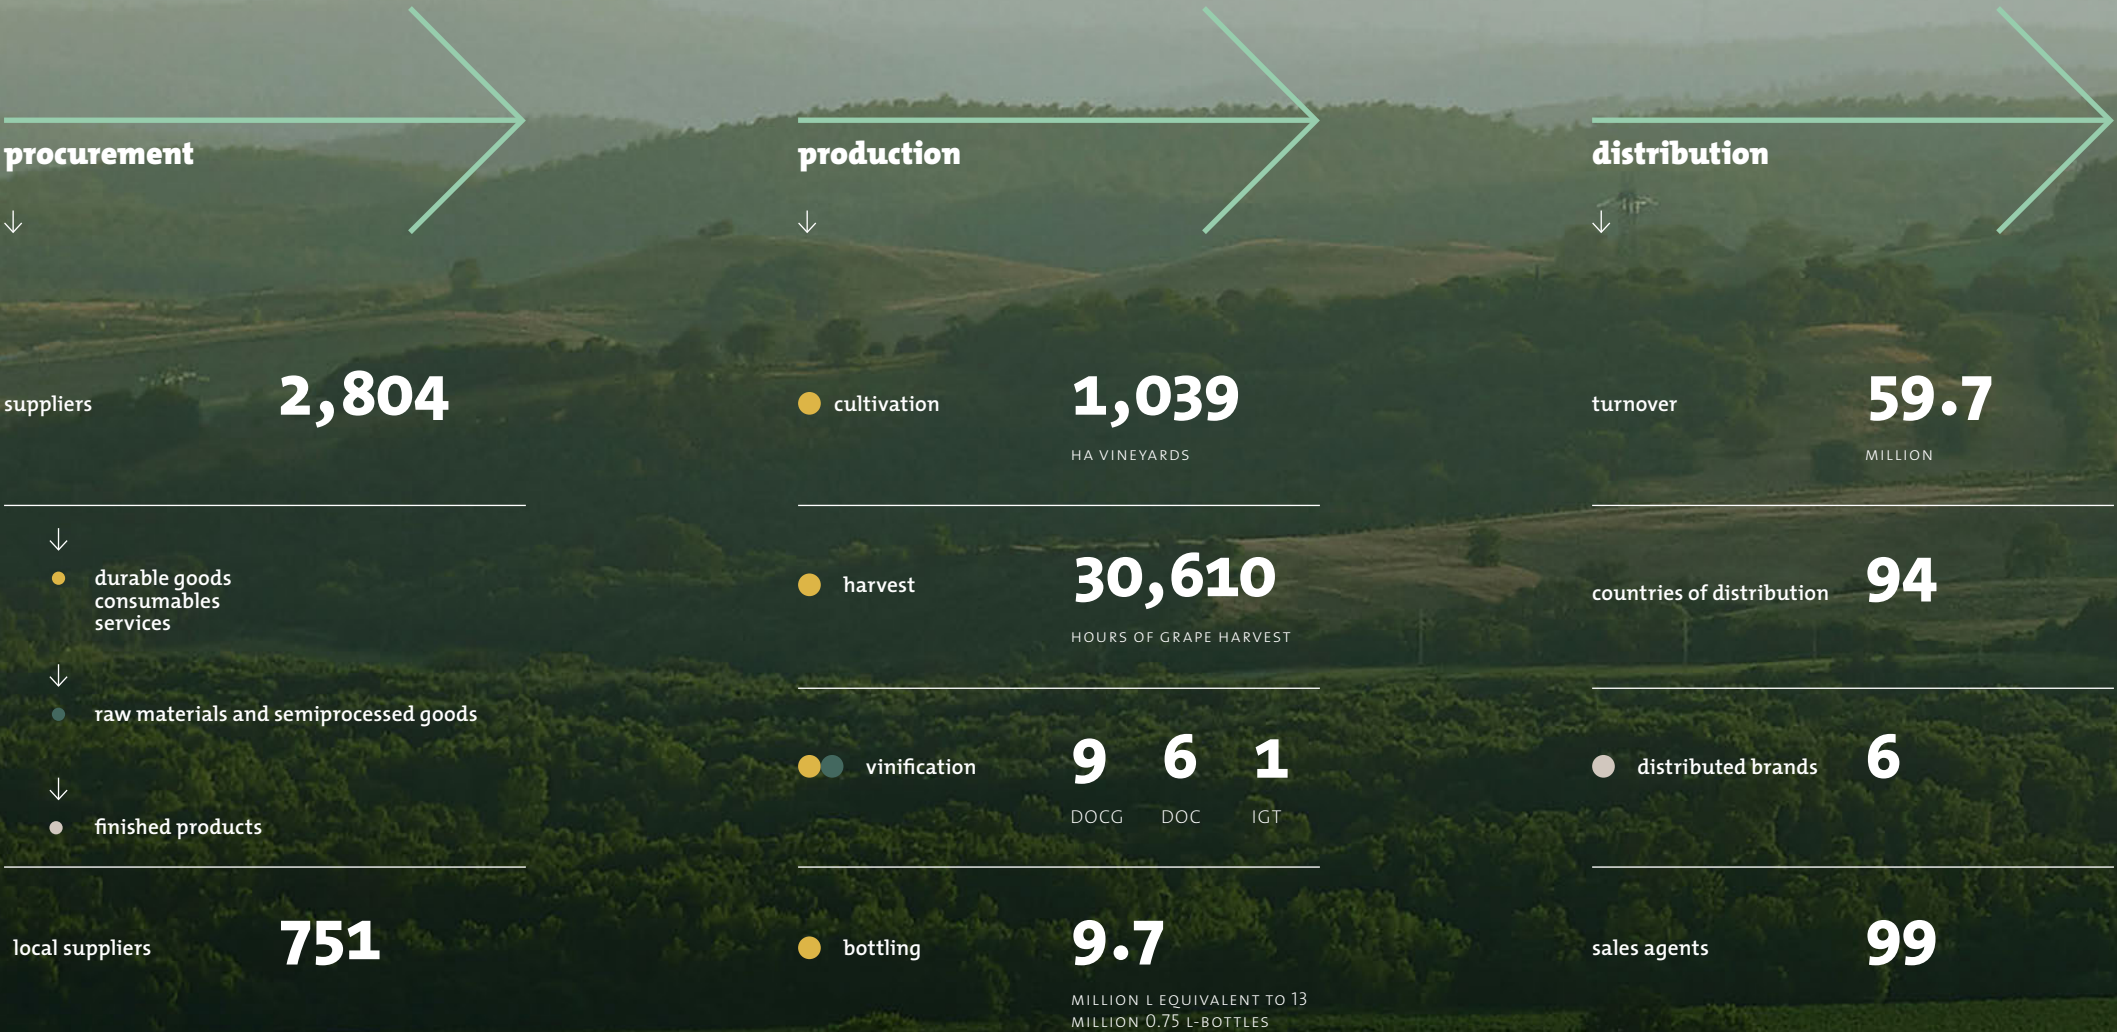 procurement
suppliers 2,804
durable goods
consumables
services
raw materials and semiprocessed goods
finished products
local suppliers 751
production
cultivation 1,039
HA VINEYARDS
harvest 30,610
HOURS OF GRAPE HARVEST
vinification 9 6 1
DOCG DOC IGT
bottling 9.7
MILLION L EQUIVALENT TO 13
MILLION 0.75 L-BOTTLES
distribution
turnover 59.7
MILLION
countries of distribution 94
distributed brands 6
sales agents 99